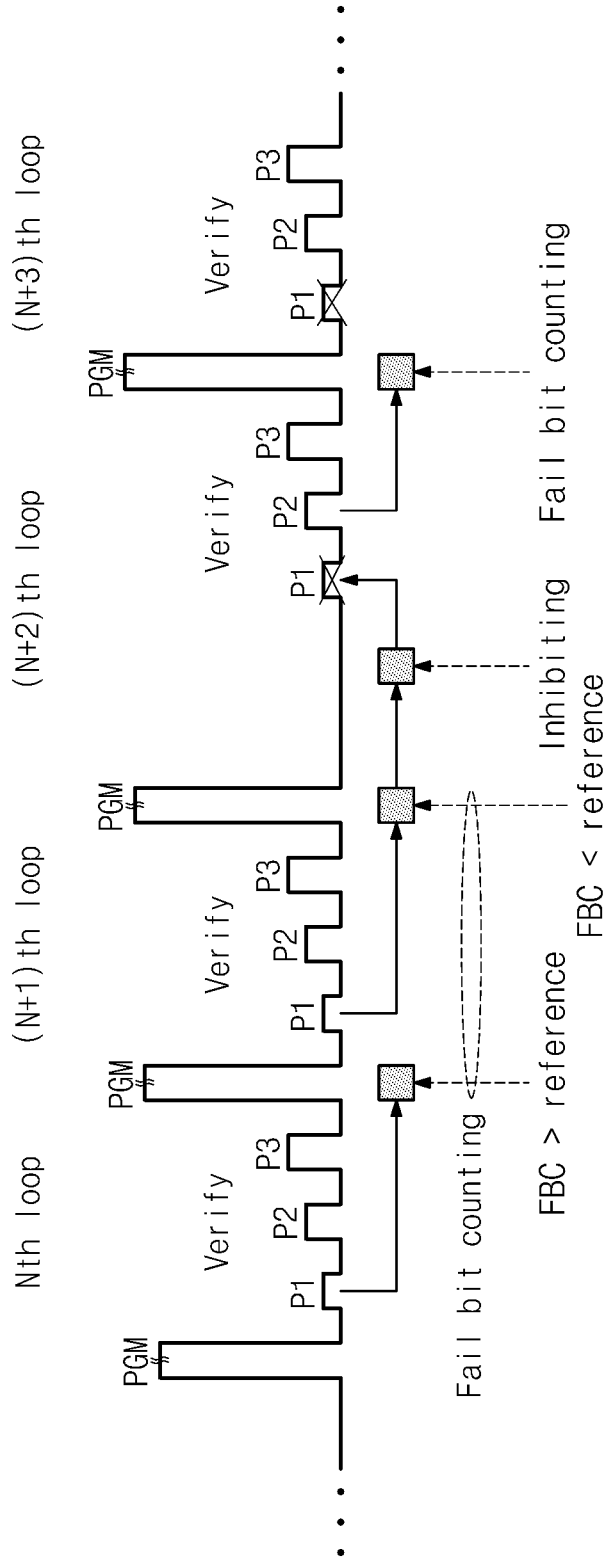 Nth loop
(N+1)th loop
(N+2)th loop
(N+3)th loop
PGM
PGM
PGM
PGM
Verify
Verify
Verify
Verify
P1
P2
P3
P1
P2
P3
P1
P2
P3
P1
P2
P3
Fail bit counting
FBC > reference
FBC < reference
Inhibiting
Fail bit counting